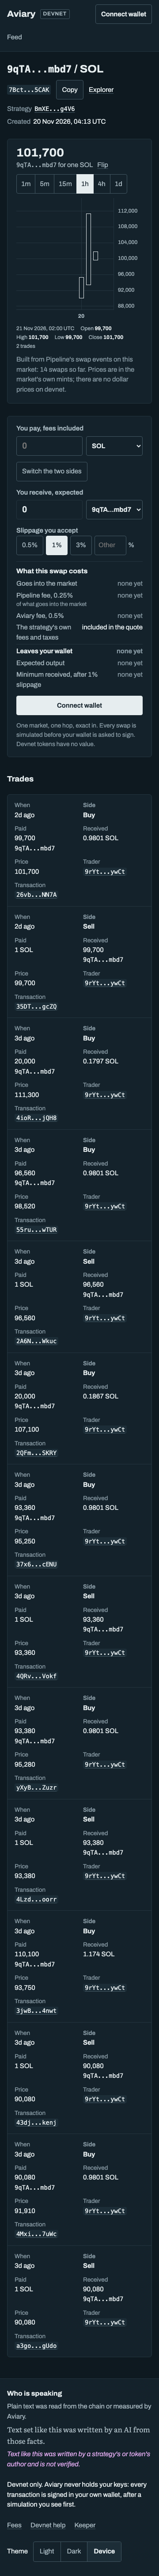 Aviary DEVNET Connect wallet
Feed
9qTA...mbd7 / SOL
7Bct...SCAK Copy Explorer
Strategy BmXE...g4V6
Created 20 Nov 2026, 04:13 UTC
101,700
9qTA...mbd7 for one SOL Flip
1m 5m 15m 1h 4h 1d
112,000
108,000
104,000
100,000
96,000
92,000
88,000
20
21 Nov 2026, 02:00 UTC Open 99,700
High 101,700 Low 99,700 Close 101,700
2 trades
Built from Pipeline's swap events on this market: 14 swaps so far. Prices are in the market's own mints; there are no dollar prices on devnet.
You pay, fees included
0 SOL
Switch the two sides
You receive, expected
0 9qTA...mbd7
Slippage you accept
0.5% 1% 3% Other %
What this swap costs
Goes into the market none yet
Pipeline fee, 0.25% none yet
of what goes into the market
Aviary fee, 0.5% none yet
The strategy's own fees and taxes included in the quote
Leaves your wallet none yet
Expected output none yet
Minimum received, after 1% slippage none yet
Connect wallet
One market, one hop, exact in. Every swap is simulated before your wallet is asked to sign. Devnet tokens have no value.
Trades
When Side
2d ago Buy
Paid Received
99,700 0.9801 SOL
9qTA...mbd7
Price Trader
101,700 9rYt...ywCt
Transaction
26vb...NN7A
When Side
2d ago Sell
Paid Received
1 SOL 99,700
9qTA...mbd7
Price Trader
99,700 9rYt...ywCt
Transaction
35DT...gcZQ
When Side
3d ago Buy
Paid Received
20,000 0.1797 SOL
9qTA...mbd7
Price Trader
111,300 9rYt...ywCt
Transaction
4ioR...jQH8
When Side
3d ago Buy
Paid Received
96,560 0.9801 SOL
9qTA...mbd7
Price Trader
98,520 9rYt...ywCt
Transaction
55ru...wTUR
When Side
3d ago Sell
Paid Received
1 SOL 96,560
9qTA...mbd7
Price Trader
96,560 9rYt...ywCt
Transaction
2A6N...Wkuc
When Side
3d ago Buy
Paid Received
20,000 0.1867 SOL
9qTA...mbd7
Price Trader
107,100 9rYt...ywCt
Transaction
2QFm...SKRY
When Side
3d ago Buy
Paid Received
93,360 0.9801 SOL
9qTA...mbd7
Price Trader
95,250 9rYt...ywCt
Transaction
37x6...cENU
When Side
3d ago Sell
Paid Received
1 SOL 93,360
9qTA...mbd7
Price Trader
93,360 9rYt...ywCt
Transaction
4QRv...Vokf
When Side
3d ago Buy
Paid Received
93,380 0.9801 SOL
9qTA...mbd7
Price Trader
95,280 9rYt...ywCt
Transaction
yXyB...Zuzr
When Side
3d ago Sell
Paid Received
1 SOL 93,380
9qTA...mbd7
Price Trader
93,380 9rYt...ywCt
Transaction
4Lzd...oorr
When Side
3d ago Buy
Paid Received
110,100 1.174 SOL
9qTA...mbd7
Price Trader
93,750 9rYt...ywCt
Transaction
3jwB...4nwt
When Side
3d ago Sell
Paid Received
1 SOL 90,080
9qTA...mbd7
Price Trader
90,080 9rYt...ywCt
Transaction
43dj...kenj
When Side
3d ago Buy
Paid Received
90,080 0.9801 SOL
9qTA...mbd7
Price Trader
91,910 9rYt...ywCt
Transaction
4Mxi...7uWc
When Side
3d ago Sell
Paid Received
1 SOL 90,080
9qTA...mbd7
Price Trader
90,080 9rYt...ywCt
Transaction
a3go...gUdo
Who is speaking
Plain text was read from the chain or measured by Aviary.
Text set like this was written by an AI from those facts.
Text like this was written by a strategy's or token's author and is not verified.
Devnet only. Aviary never holds your keys: every transaction is signed in your own wallet, after a simulation you see first.
Fees Devnet help Keeper
Theme Light Dark Device